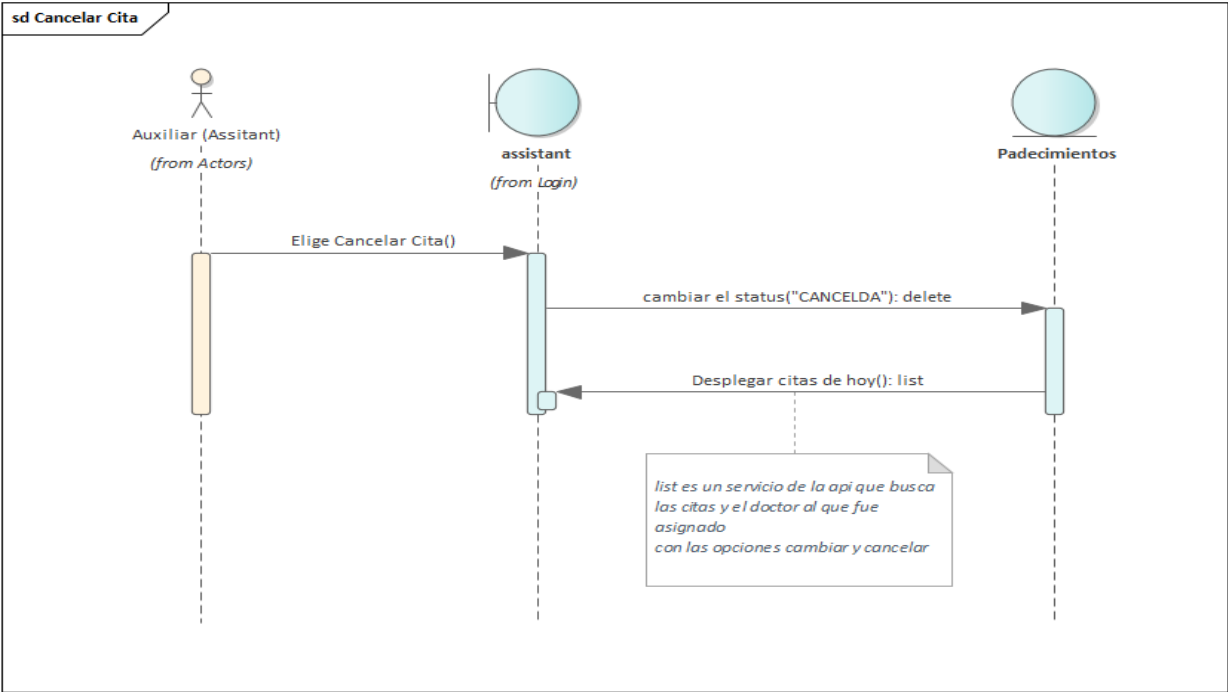 sd Cancelar Cita
Auxiliar (Assitant)
(from Actors)
assistant
(from Login)
Padecimientos
Elige Cancelar Cita()
cambiar el status("CANCELDA"): delete
Desplegar citas de hoy(): list
list es un servicio de la api que busca
las citas y el doctor al que fue
asignado
con las opciones cambiar y cancelar